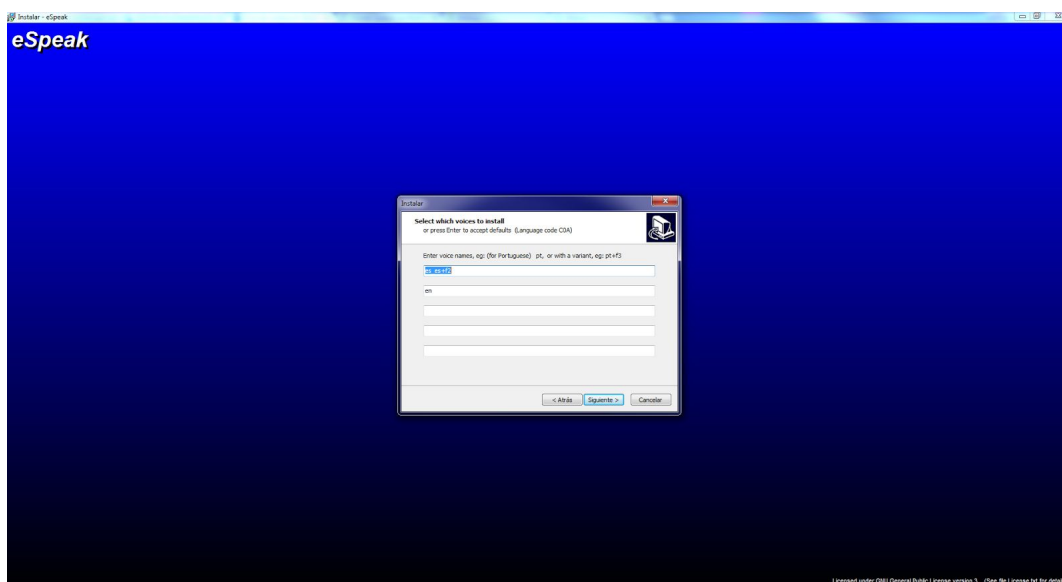 Instalar - eSpeak
eSpeak
Instalar
Select which voices to install
or press Enter to accept defaults (Language code C0A)
Enter voice names, eg: (for Portuguese) pt, or with a variant, eg: pt+f3
es es+f2
en
< Atrás
Siguiente >
Cancelar
Licensed under GNU General Public License version 3. (See file License.txt for details